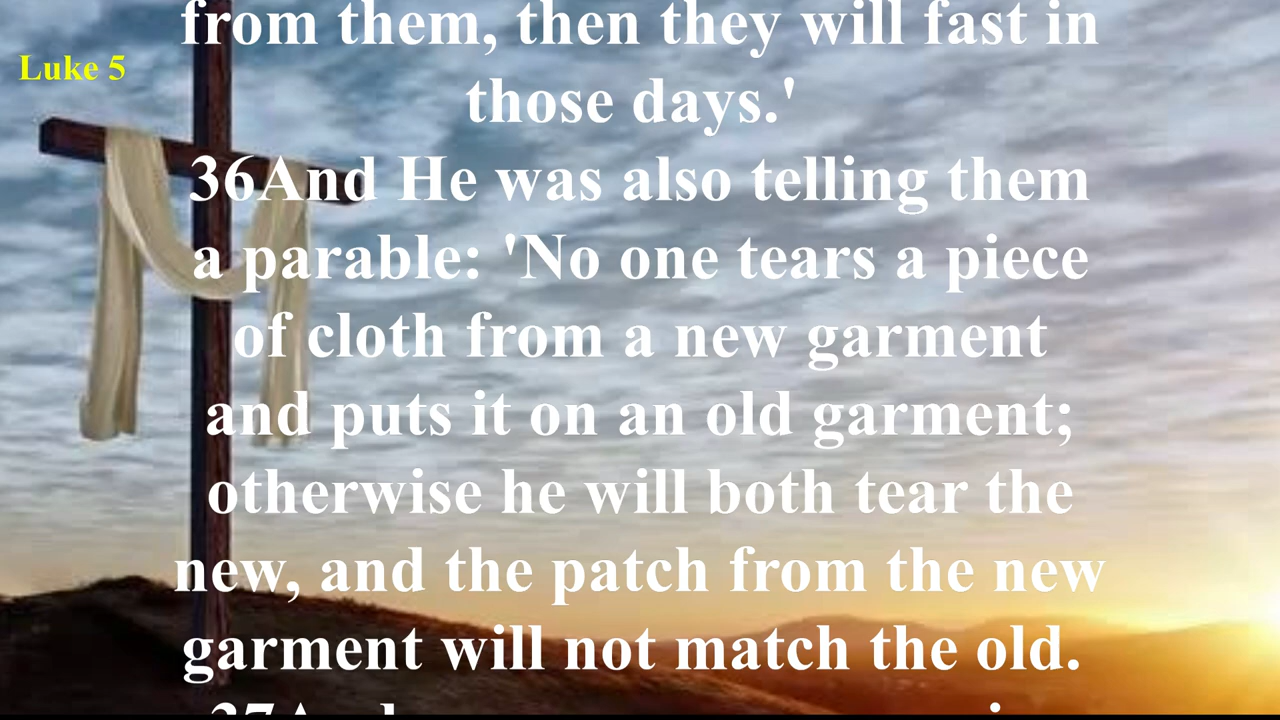 from them, then they will fast in
Luke 5
those days.'
36And He was also telling them
a parable: 'No one tears a piece
of cloth from a new garment
and puts it on an old garment;
otherwise he will both tear the
new, and the patch from the new
garment will not match the old.
37And